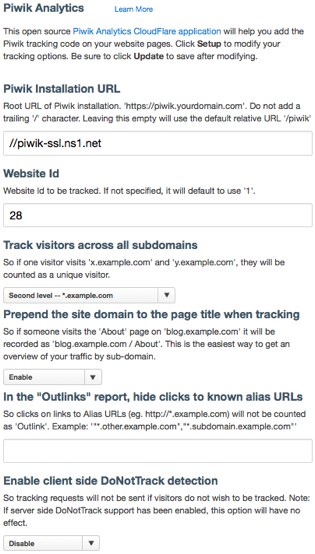 Piwik Analytics Learn More
This open source Piwik Analytics CloudFlare application will help you add the
Piwik tracking code on your website pages. Click Setup to modify your
tracking options. Be sure to click Update to save after modifying.
Piwik Installation URL
Root URL of Piwik installation. 'https://piwik.yourdomain.com'. Do not add a
trailing '/' character. Leaving this empty will use the default relative URL '/piwik'
//piwik-ssl.ns1.net
Website Id
Website Id to be tracked. If not specified, it will default to use '1'.
28
Track visitors across all subdomains
So if one visitor visits 'x.example.com' and 'y.example.com', they will be
counted as a unique visitor.
Second level -- *.example.com
Prepend the site domain to the page title when tracking
So if someone visits the 'About' page on 'blog.example.com' it will be
recorded as 'blog.example.com / About'. This is the easiest way to get an
overview of your traffic by sub-domain.
Enable
In the "Outlinks" report, hide clicks to known alias URLs
So clicks on links to Alias URLs (eg. http://*.example.com) will not be counted
as 'Outlink'. Example: '"*.other.example.com","*.subdomain.example.com"'
Enable client side DoNotTrack detection
So tracking requests will not be sent if visitors do not wish to be tracked. Note:
If server side DoNotTrack support has been enabled, this option will have no
effect.
Disable